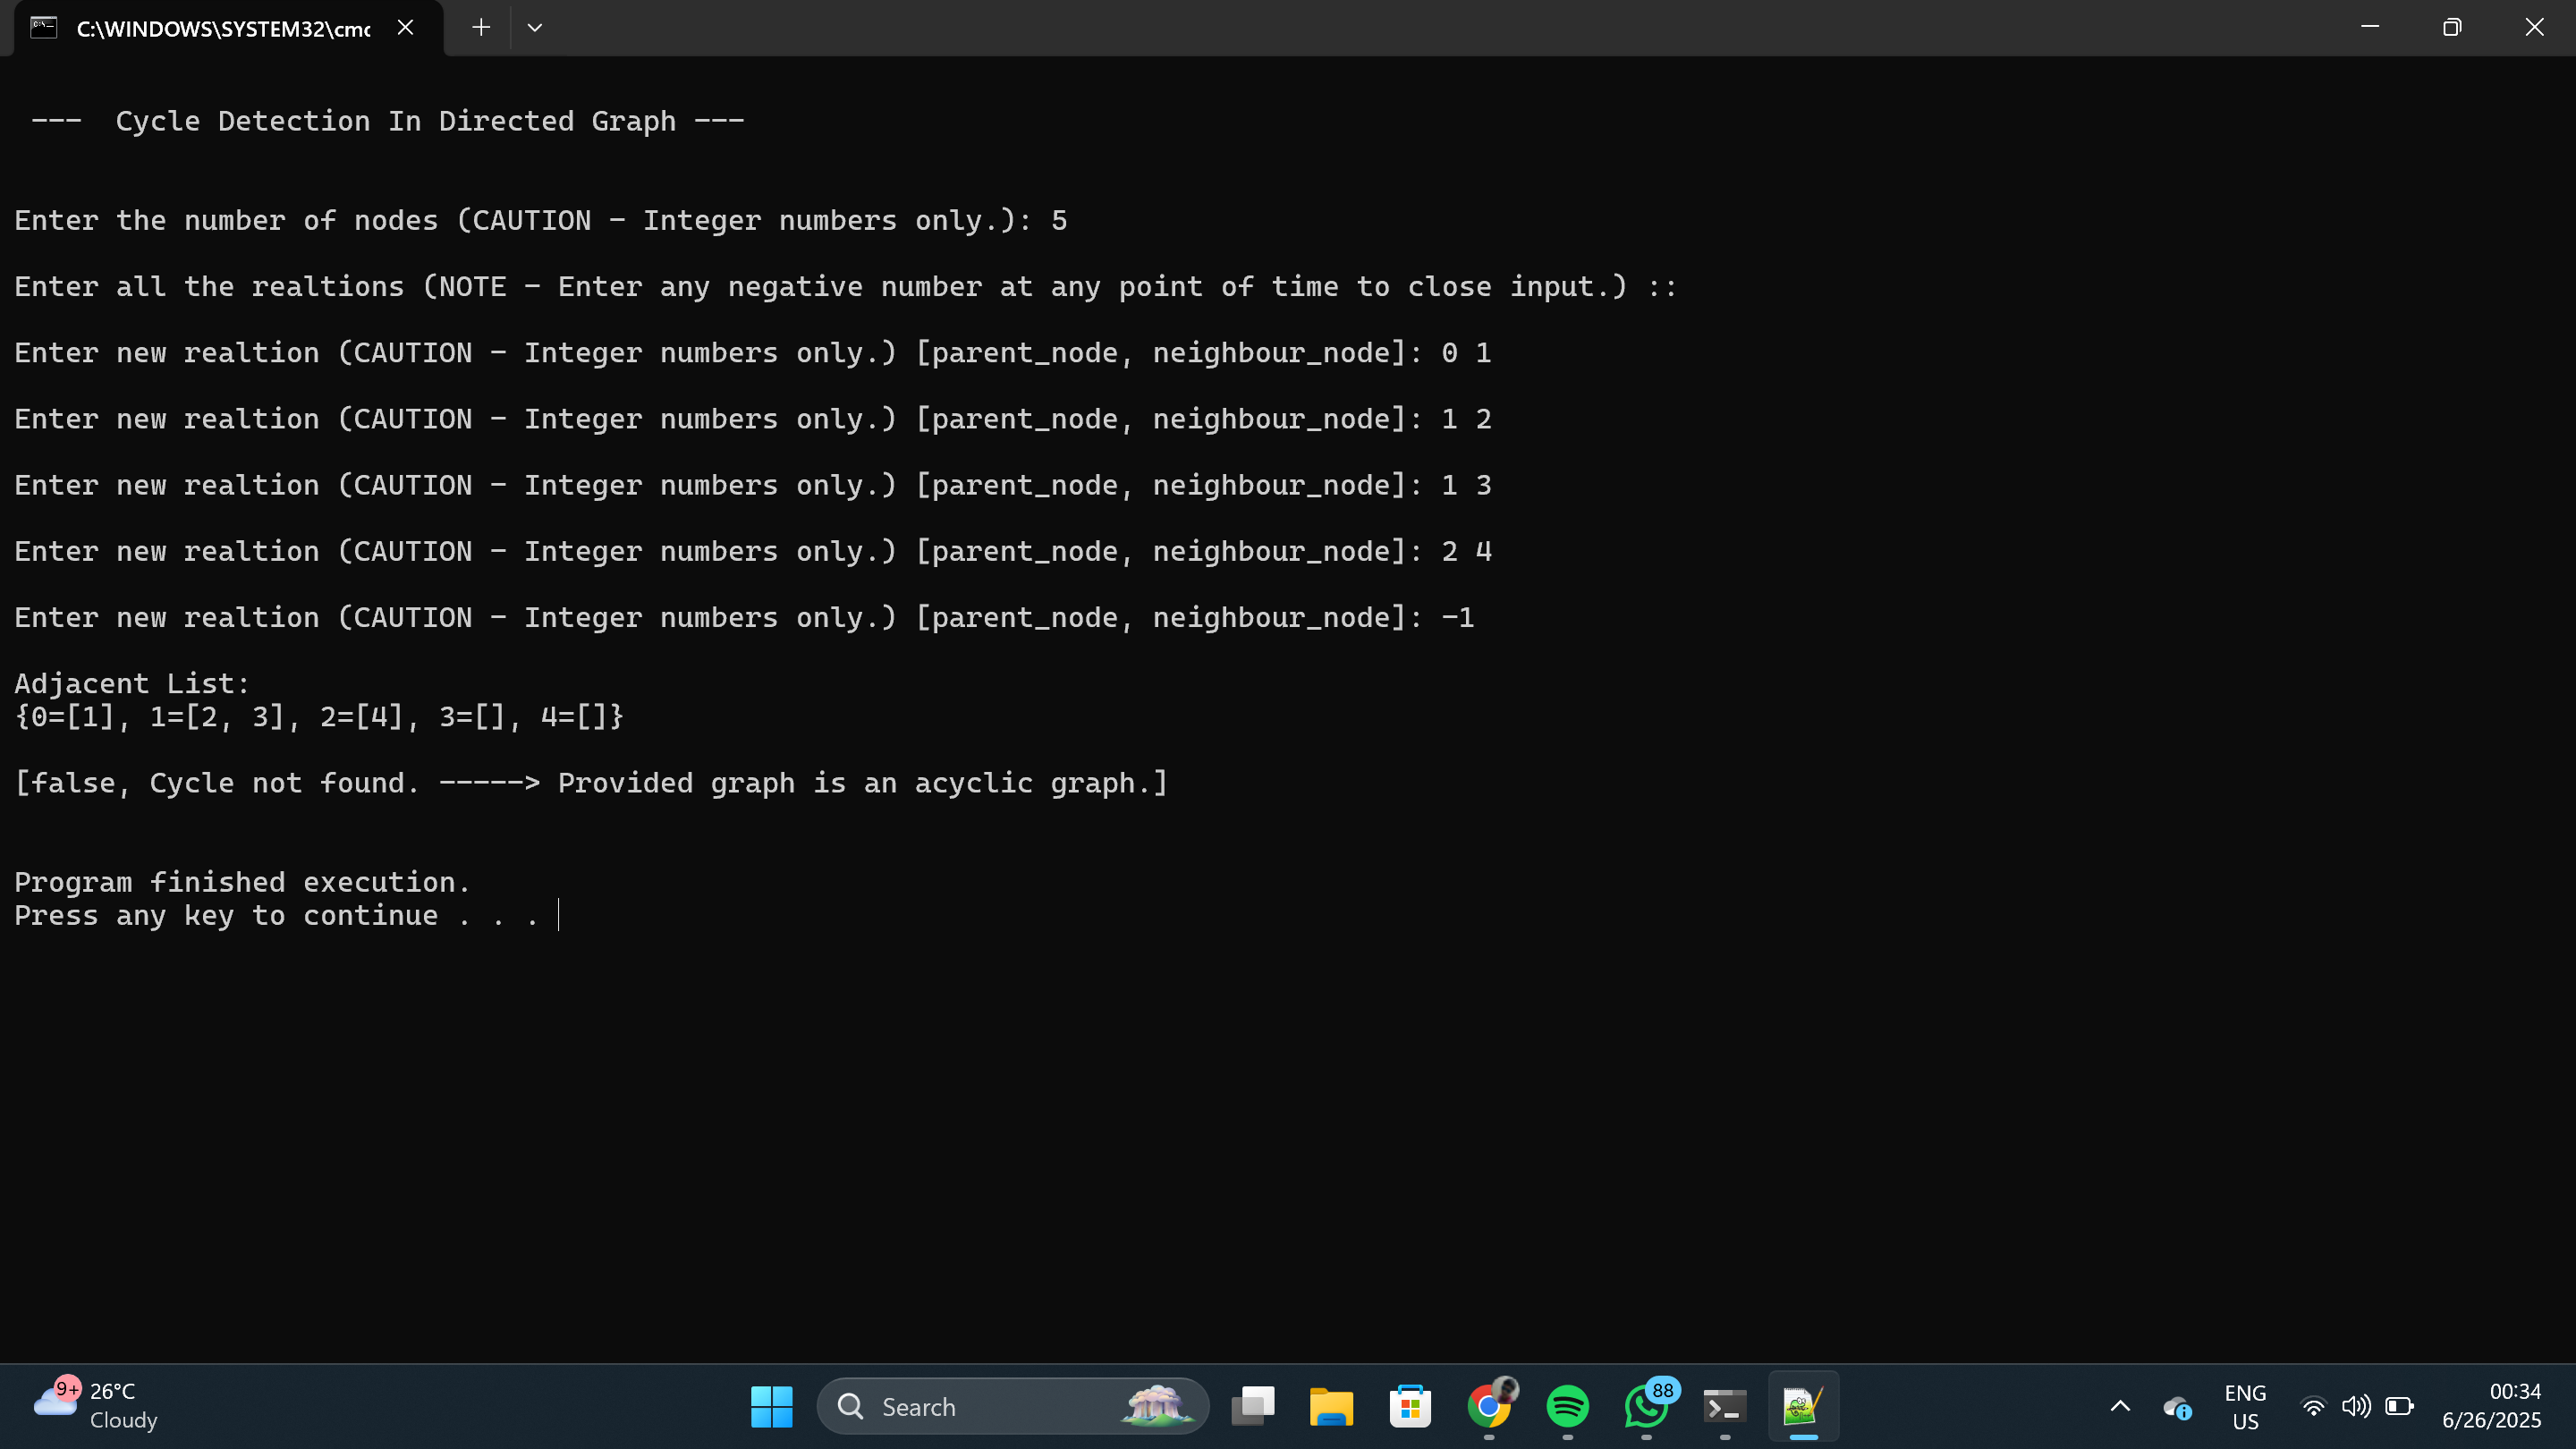 C:\WINDOWS\SYSTEM32\cmc
--- Cycle Detection In Directed Graph ---
Enter the number of nodes (CAUTION - Integer numbers only.): 5
Enter all the realtions (NOTE - Enter any negative number at any point of time to close input.) ::
Enter new realtion (CAUTION - Integer numbers only.) [parent_node, neighbour_node]: 0 1
Enter new realtion (CAUTION - Integer numbers only.) [parent_node, neighbour_node]: 1 2
Enter new realtion (CAUTION - Integer numbers only.) [parent_node, neighbour_node]: 1 3
Enter new realtion (CAUTION - Integer numbers only.) [parent_node, neighbour_node]: 2 4
Enter new realtion (CAUTION - Integer numbers only.) [parent_node, neighbour_node]: -1
Adjacent List:
{0=[1], 1=[2, 3], 2=[4], 3=[], 4=[]}
[false, Cycle not found. -----> Provided graph is an acyclic graph.]
Program finished execution.
Press any key to continue . . .
9+
26°C
Cloudy
Search
88
ENG
US
00:34
6/26/2025